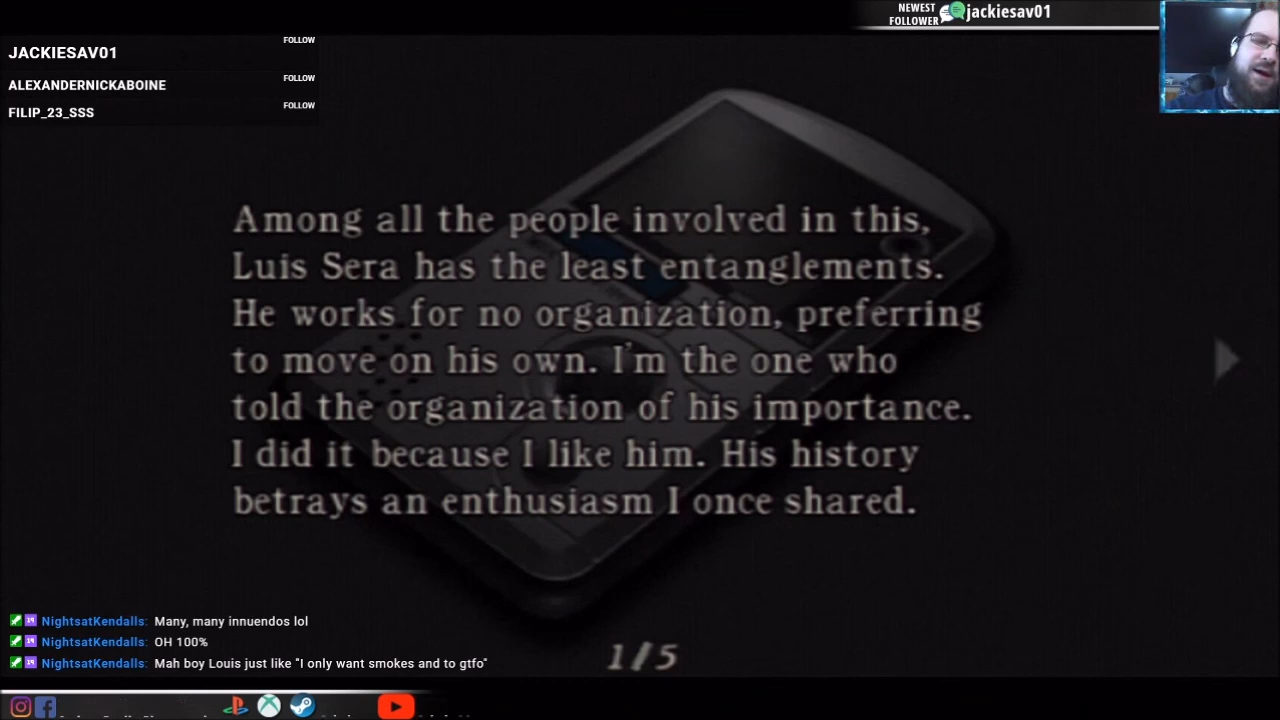 NEWEST
FOLLOWER
jackiesav01
JACKIESAV01
FOLLOW
ALEXANDERNICKABOINE
FOLLOW
FILIP_23_SSS
FOLLOW
Among all the people involved in this,
Luis Sera has the least entanglements.
He works for no organization, preferring
to move on his own. I'm the one who
told the organization of his importance.
I did it because I like him. His history
betrays an enthusiasm I once shared.
1/5
NightsatKendalls: Many, many innuendos lol
NightsatKendalls: OH 100%
NightsatKendalls: Mah boy Louis just like "I only want smokes and to gtfo"